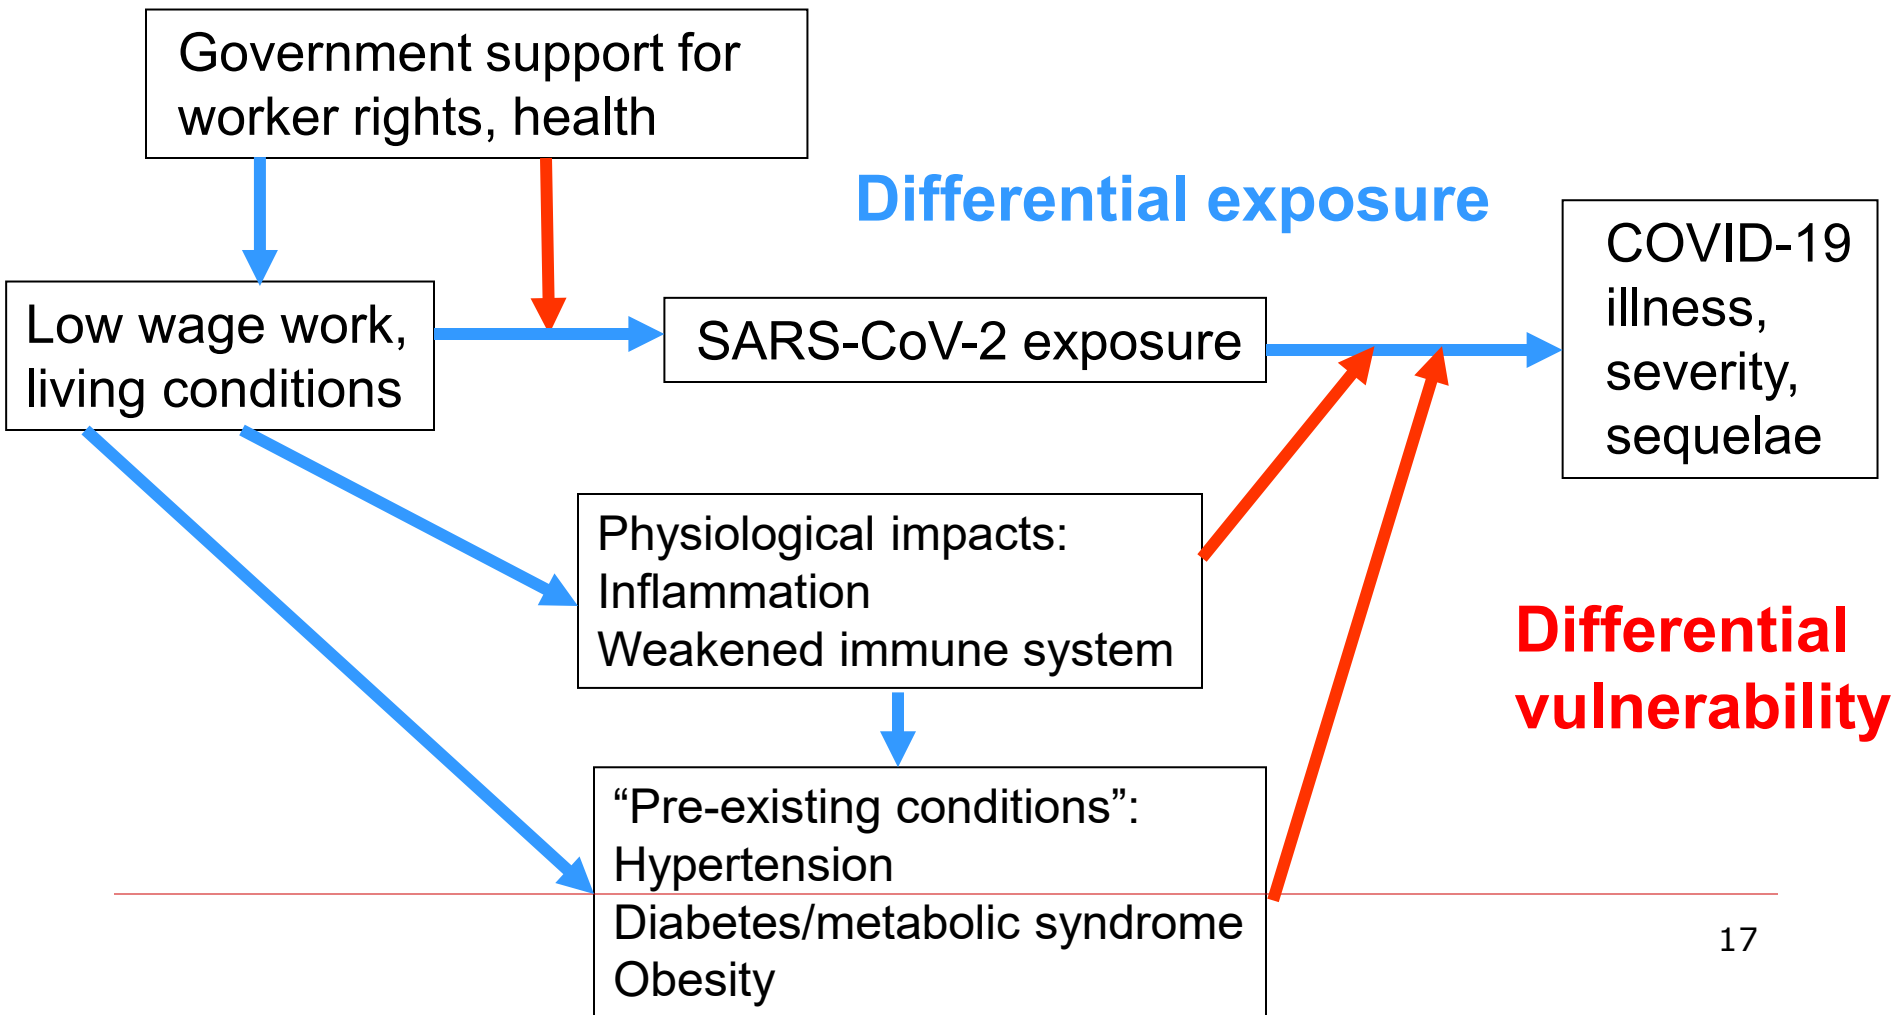 Government support for
worker rights, health
Differential exposure
Low wage work,
living conditions
SARS-CoV-2 exposure
COVID-19
illness,
severity,
sequelae
Physiological impacts:
Inflammation
Weakened immune system
Differential
vulnerability
“Pre-existing conditions”:
Hypertension
Diabetes/metabolic syndrome
Obesity
17